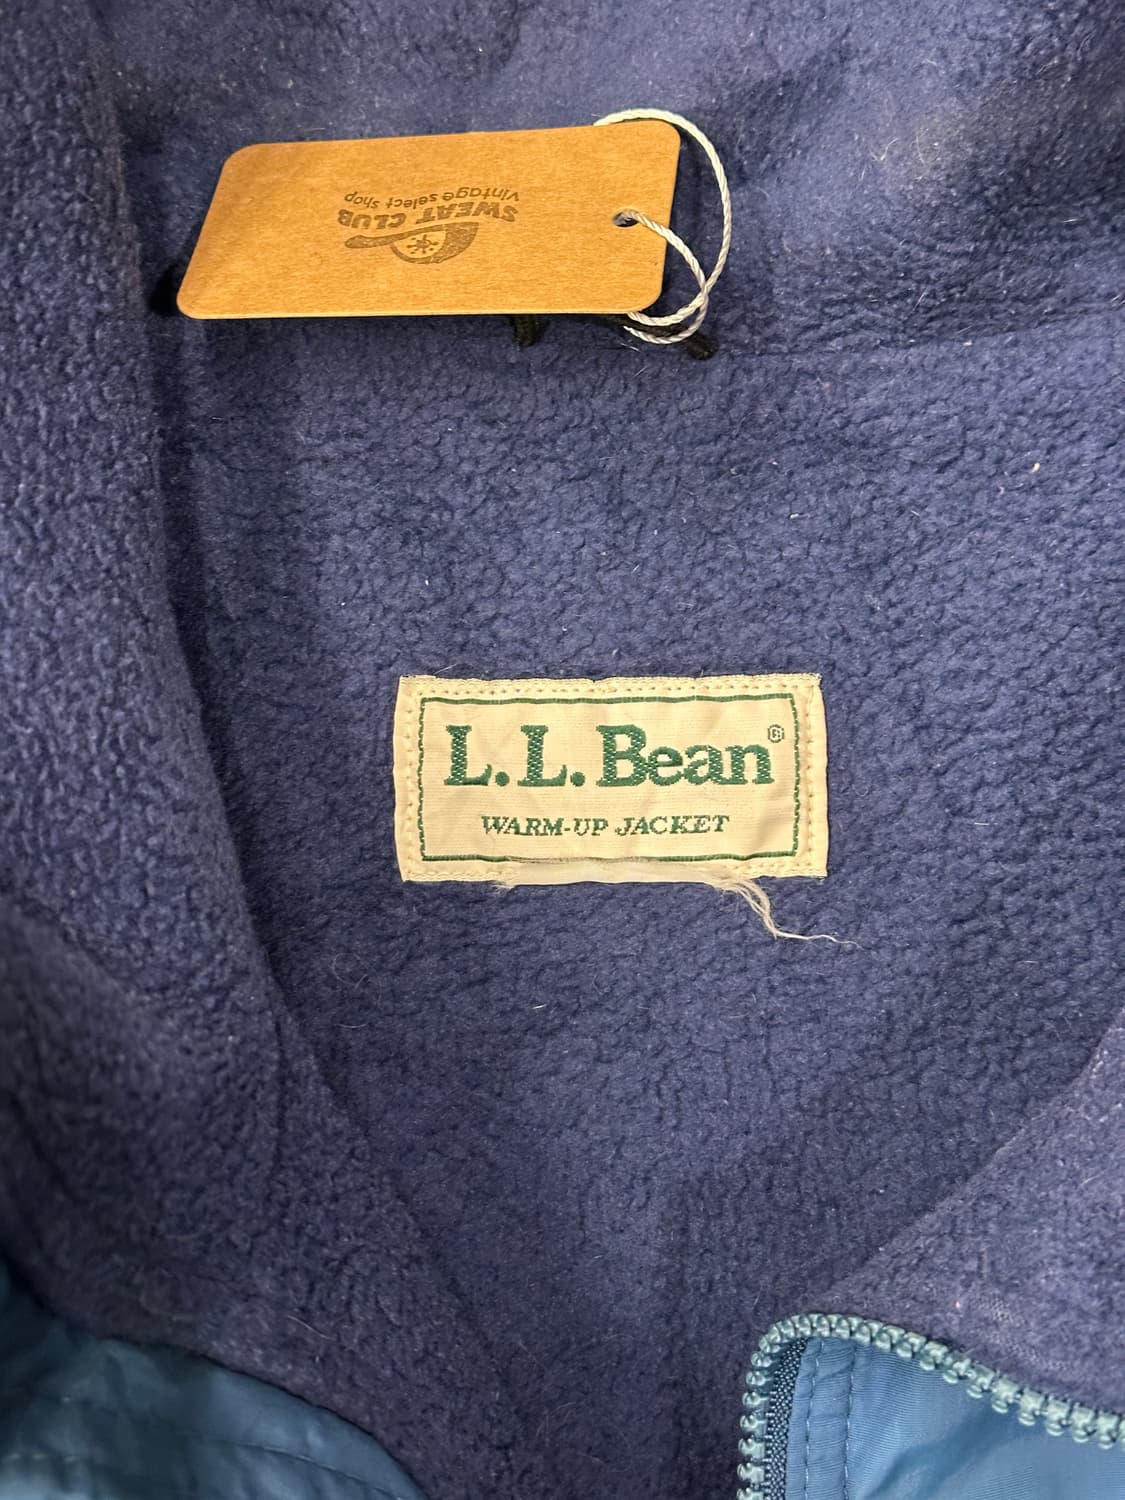 SWEAT CLUB
vintage select shop
L.L.Bean®
WARM-UP JACKET